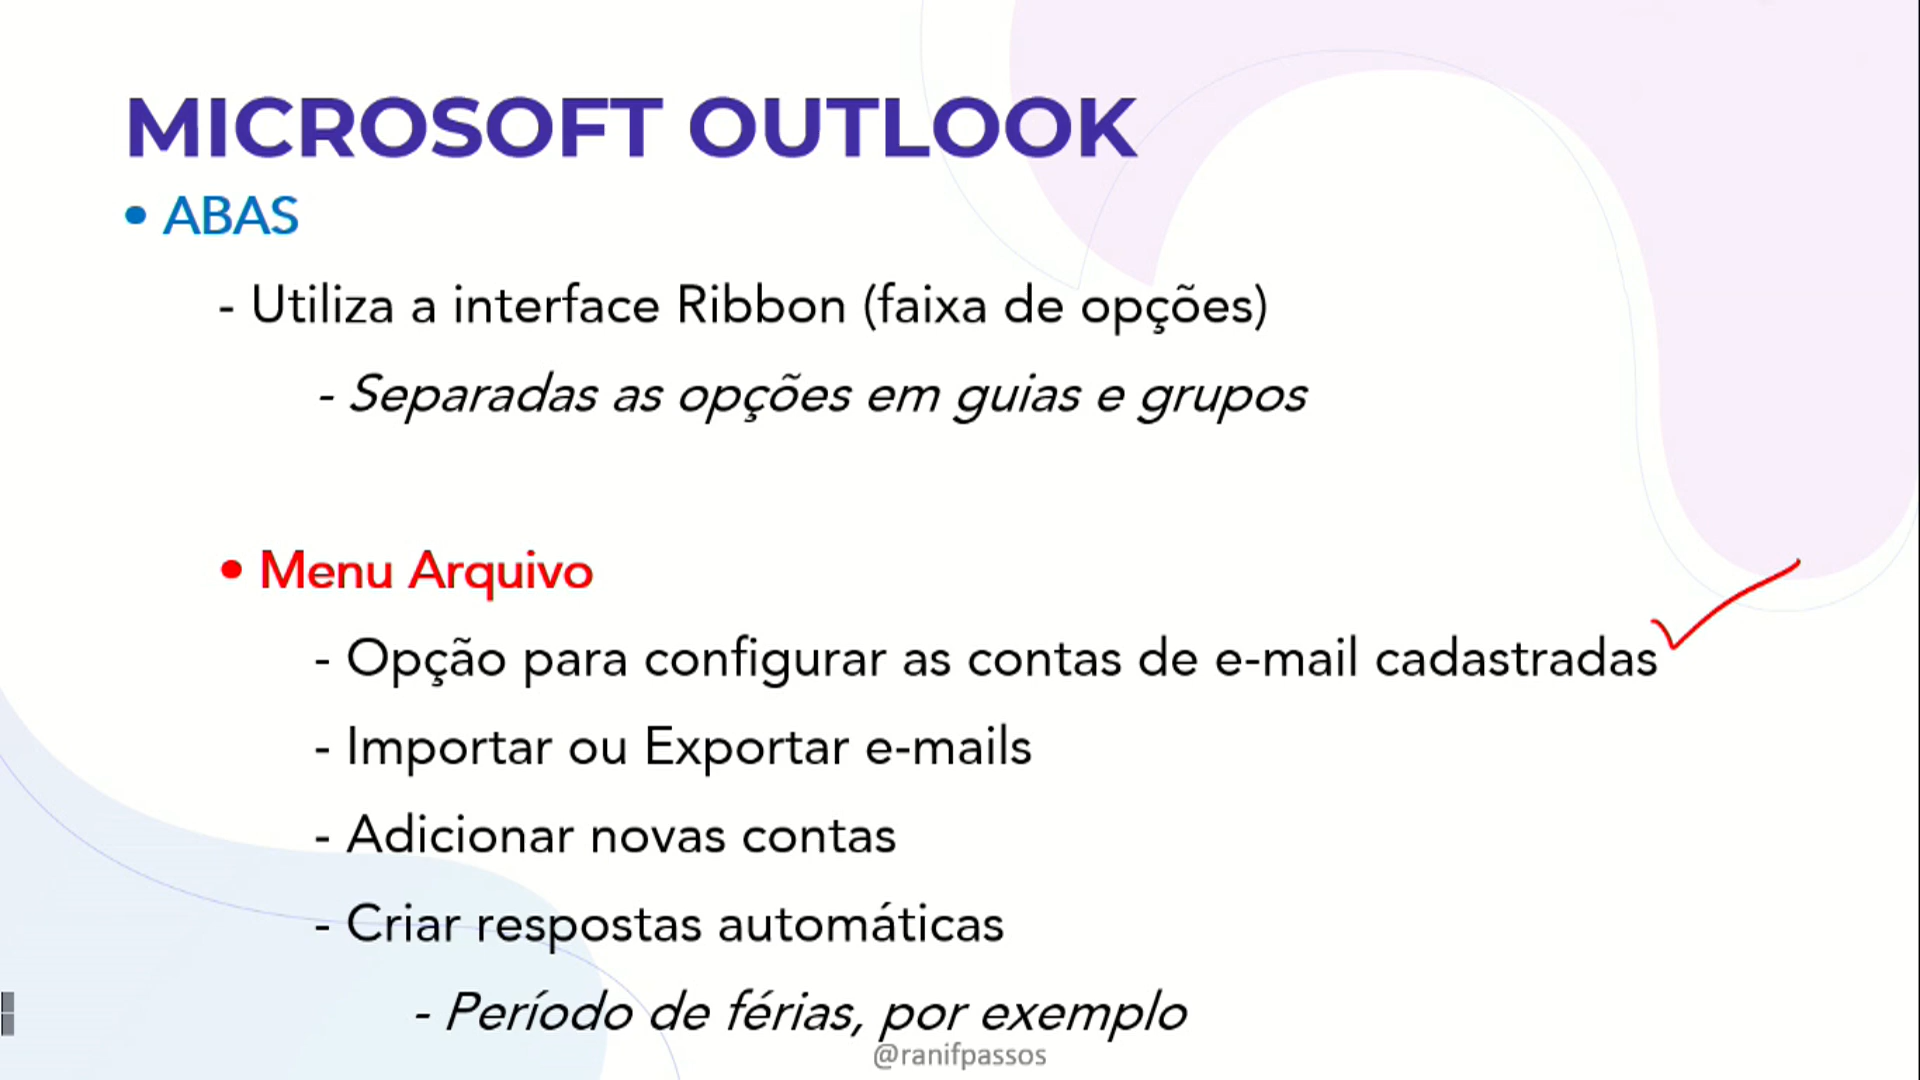 MICROSOFT OUTLOOK
• ABAS
- Utiliza a interface Ribbon (faixa de opções)
- Separadas as opções em guias e grupos
• Menu Arquivo
- Opção para configurar as contas de e-mail cadastradas
- Importar ou Exportar e-mails
- Adicionar novas contas
- Criar respostas automáticas
- Período de férias, por exemplo
@ranifpassos